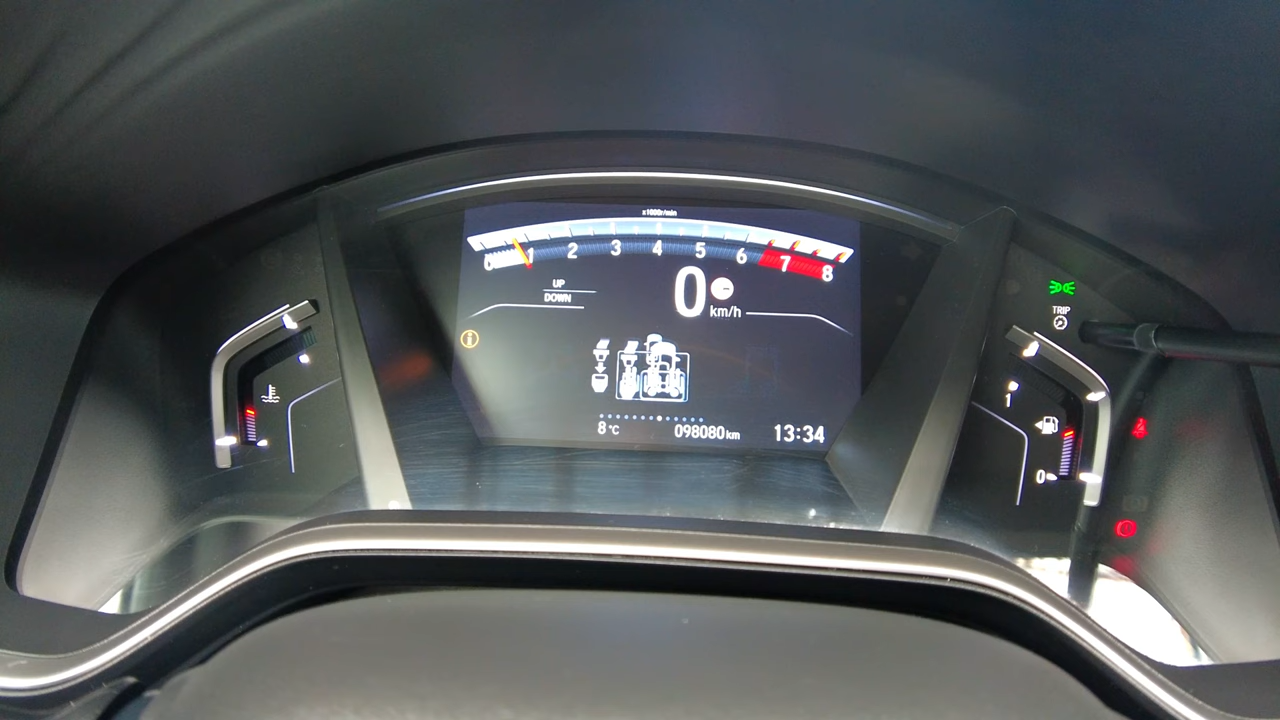 x1000r/min
0 1 2 3 4 5 6 7 8
UP
DOWN
0 km/h
TRIP
1
0
8 °C
098080 km
13:34